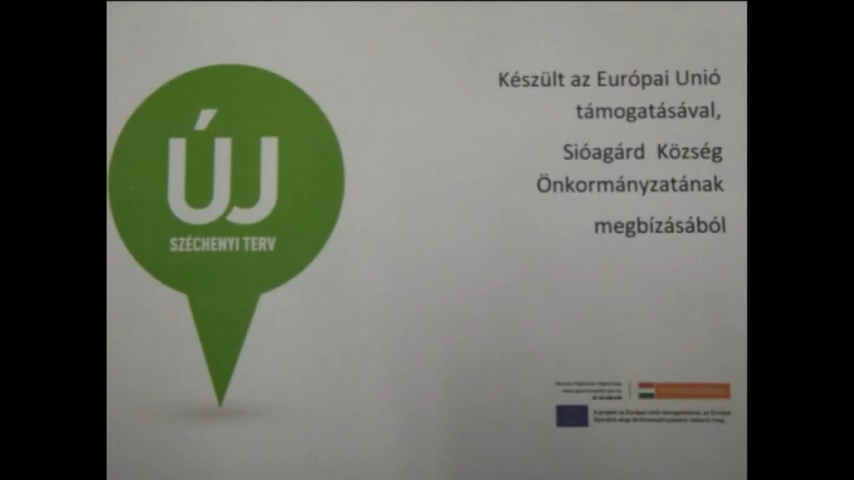 ÚJ
SZÉCHENYI TERV
Készült az Európai Unió
támogatásával,
Sióagárd Község
Önkormányzatának
megbízásából